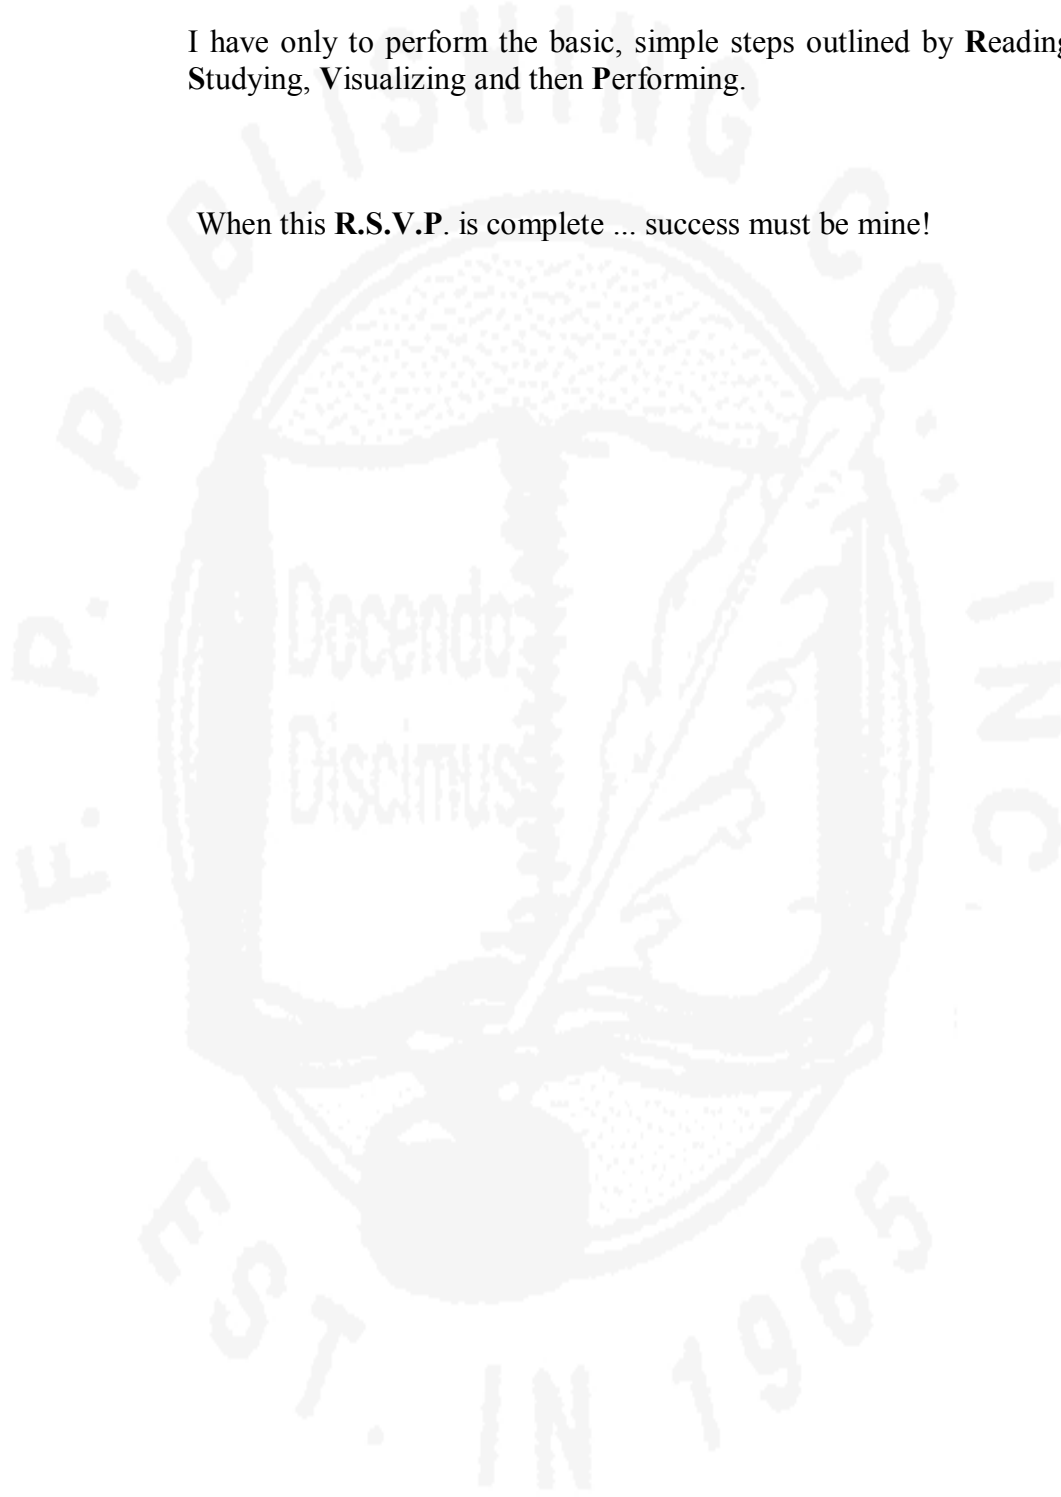 I have only to perform the basic, simple steps outlined by Reading
Studying, Visualizing and then Performing.
When this R.S.V.P. is complete ... success must be mine!
F. P. PUBLISHING CO., INC.
Docendo
Discimus
EST. IN 1965